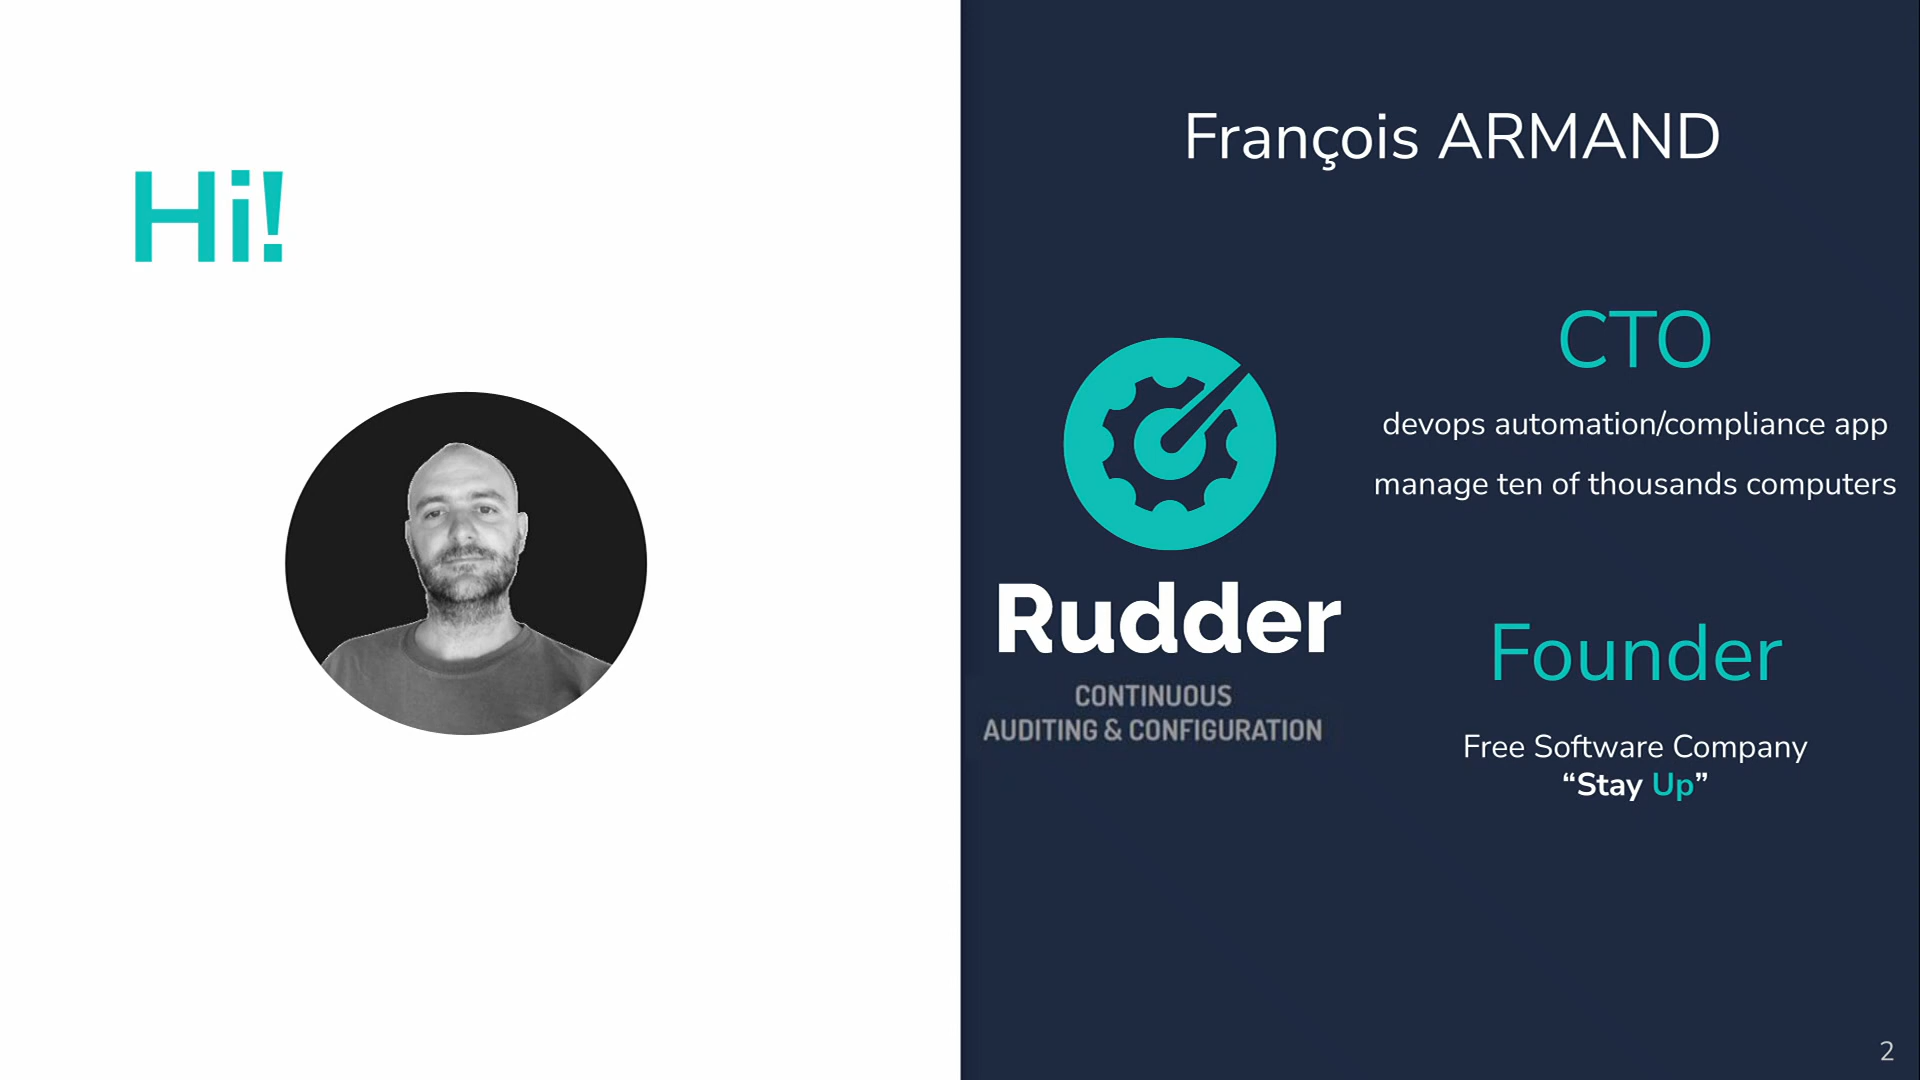 Hi!
François ARMAND
CTO
devops automation/compliance app
manage ten of thousands computers
Rudder
CONTINUOUS
AUDITING & CONFIGURATION
Founder
Free Software Company
“Stay Up”
2